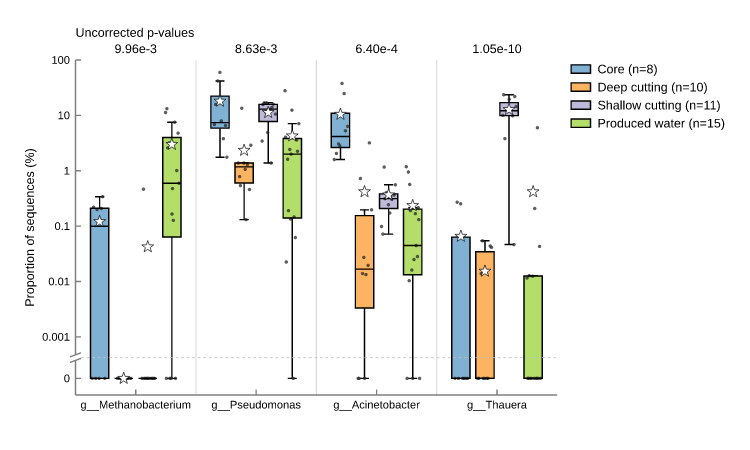 Uncorrected p-values
9.96e-3 8.63e-3 6.40e-4 1.05e-10
Proportion of sequences (%)
100
10
1
0.1
0.01
0.001
0
g__Methanobacterium g__Pseudomonas g__Acinetobacter g__Thauera
Core (n=8)
Deep cutting (n=10)
Shallow cutting (n=11)
Produced water (n=15)